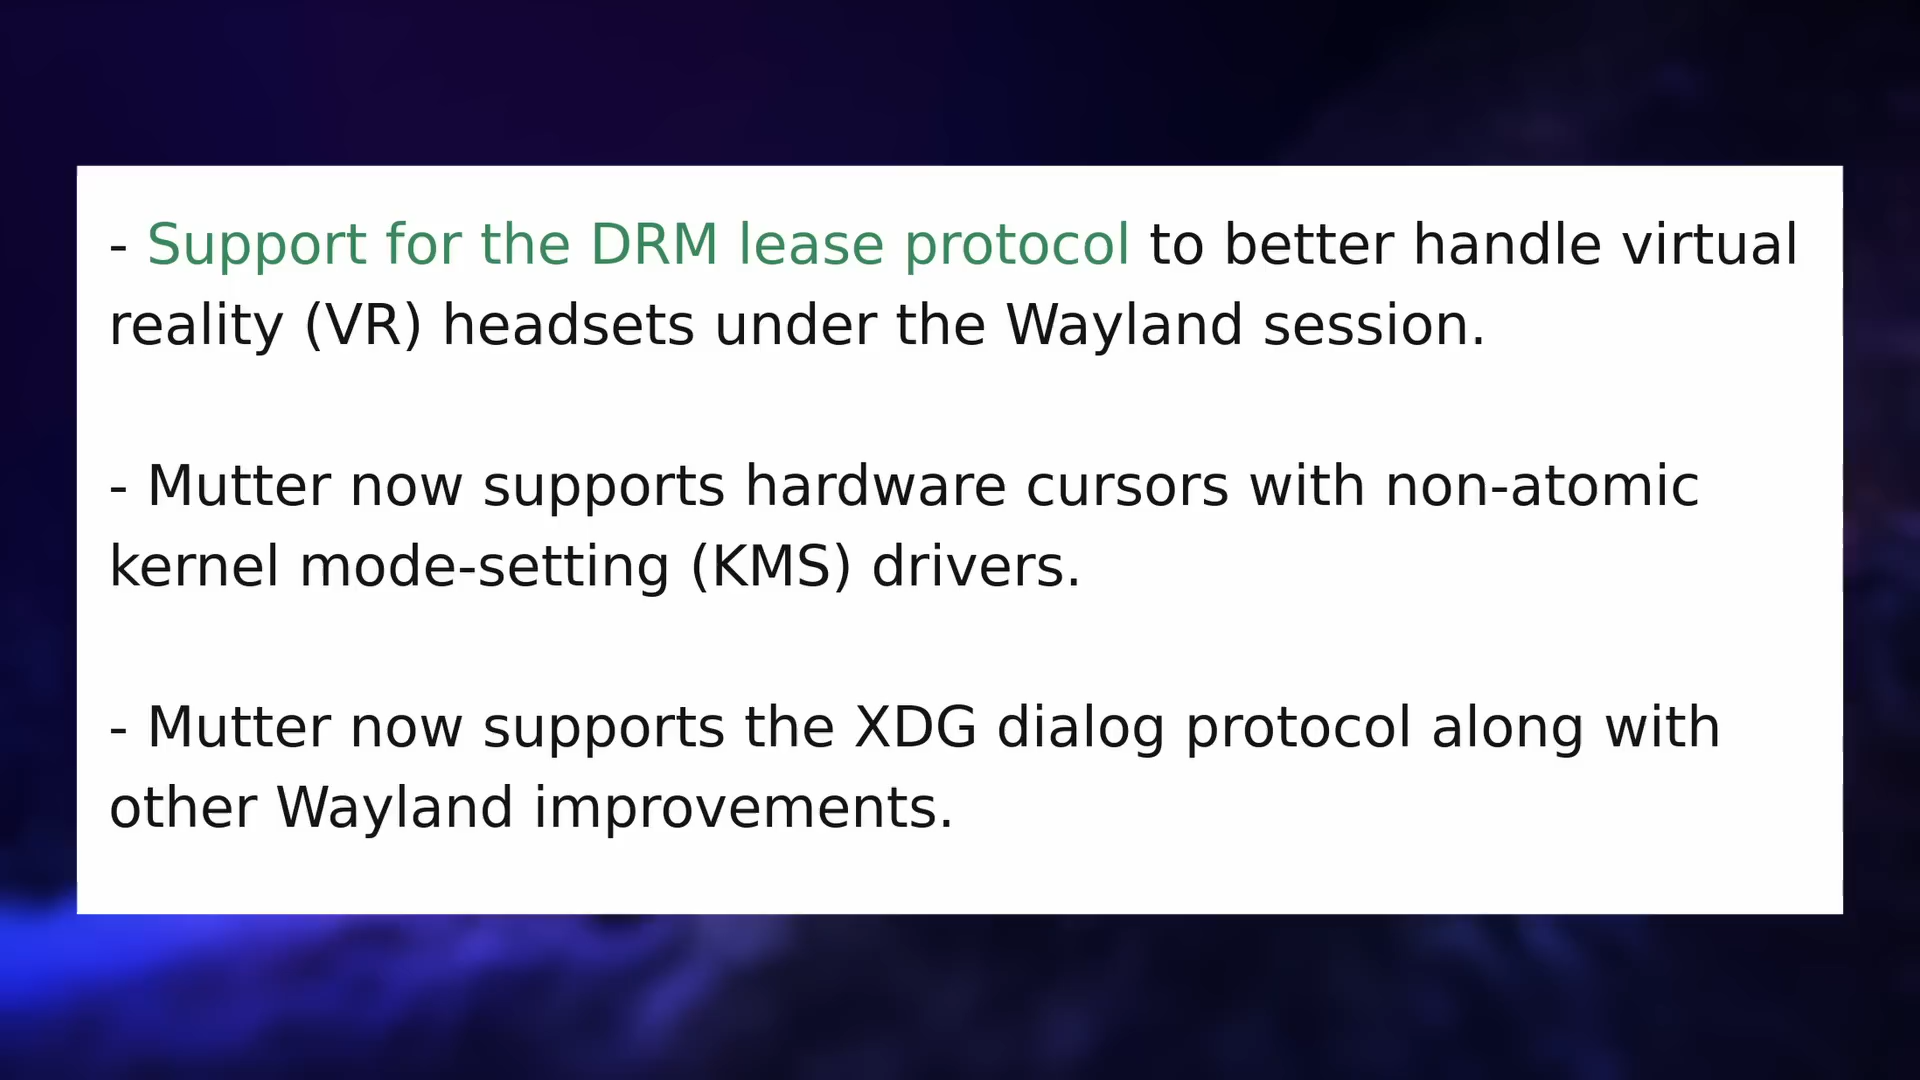 - Support for the DRM lease protocol to better handle virtual
reality (VR) headsets under the Wayland session.
- Mutter now supports hardware cursors with non-atomic
kernel mode-setting (KMS) drivers.
- Mutter now supports the XDG dialog protocol along with
other Wayland improvements.